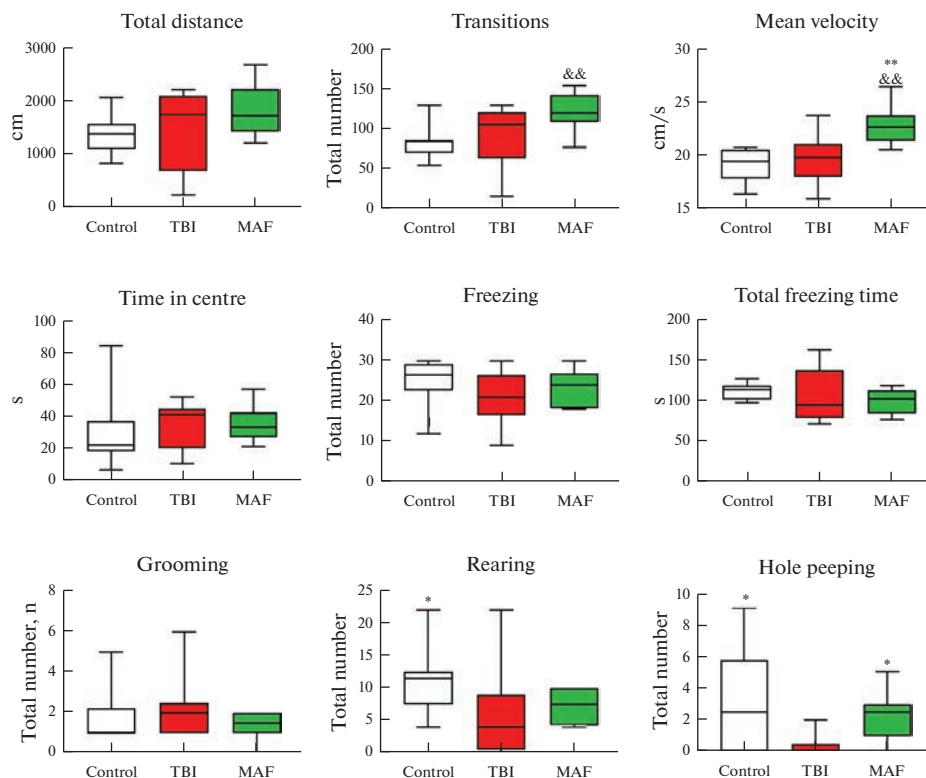 Total distance
3000
2000
1000
0
cm
Control TBI MAF
Transitions
200
150
100
50
0
Total number
&&
Control TBI MAF
Mean velocity
25
20
15
cm/s
**
&&
Control TBI MAF
Time in centre
100
80
60
40
20
0
s
Control TBI MAF
Freezing
40
30
20
10
0
Total number
Control TBI MAF
Total freezing time
200
150
100
50
0
s
Control TBI MAF
Grooming
8
6
4
2
0
Total number, n
Control TBI MAF
Rearing
25
20
15
10
5
0
Total number
*
Control TBI MAF
Hole peeping
10
8
6
4
2
0
Total number
*
*
Control TBI MAF